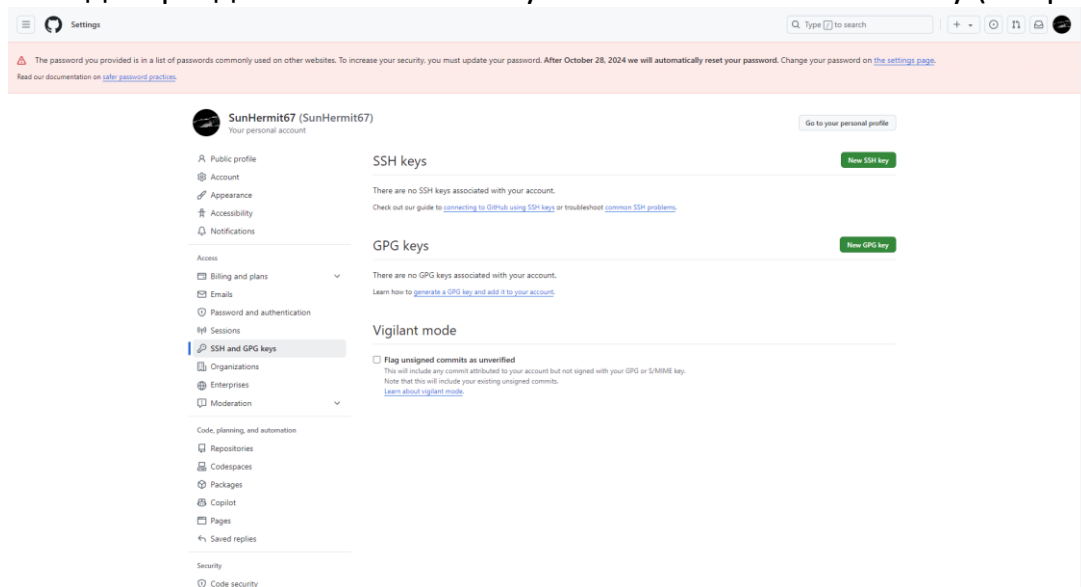 Settings
Type / to search
The password you provided is in a list of passwords commonly used on other websites. To increase your security, you must update your password. After October 28, 2024 we will automatically reset your password. Change your password on the settings page.
Read our documentation on safer password practices.
SunHermit67 (SunHermit67)
Your personal account
Go to your personal profile
Public profile
Account
Appearance
Accessibility
Notifications
Access
Billing and plans
Emails
Password and authentication
Sessions
SSH and GPG keys
Organizations
Enterprises
Moderation
Code, planning, and automation
Repositories
Codespaces
Packages
Copilot
Pages
Saved replies
Security
Code security
SSH keys
New SSH key
There are no SSH keys associated with your account.
Check out our guide to connecting to GitHub using SSH keys or troubleshoot common SSH problems.
GPG keys
New GPG key
There are no GPG keys associated with your account.
Learn how to generate a GPG key and add it to your account.
Vigilant mode
Flag unsigned commits as unverified
This will include any commit attributed to your account but not signed with your GPG or S/MIME key.
Note that this will include your existing unsigned commits.
Learn about vigilant mode.